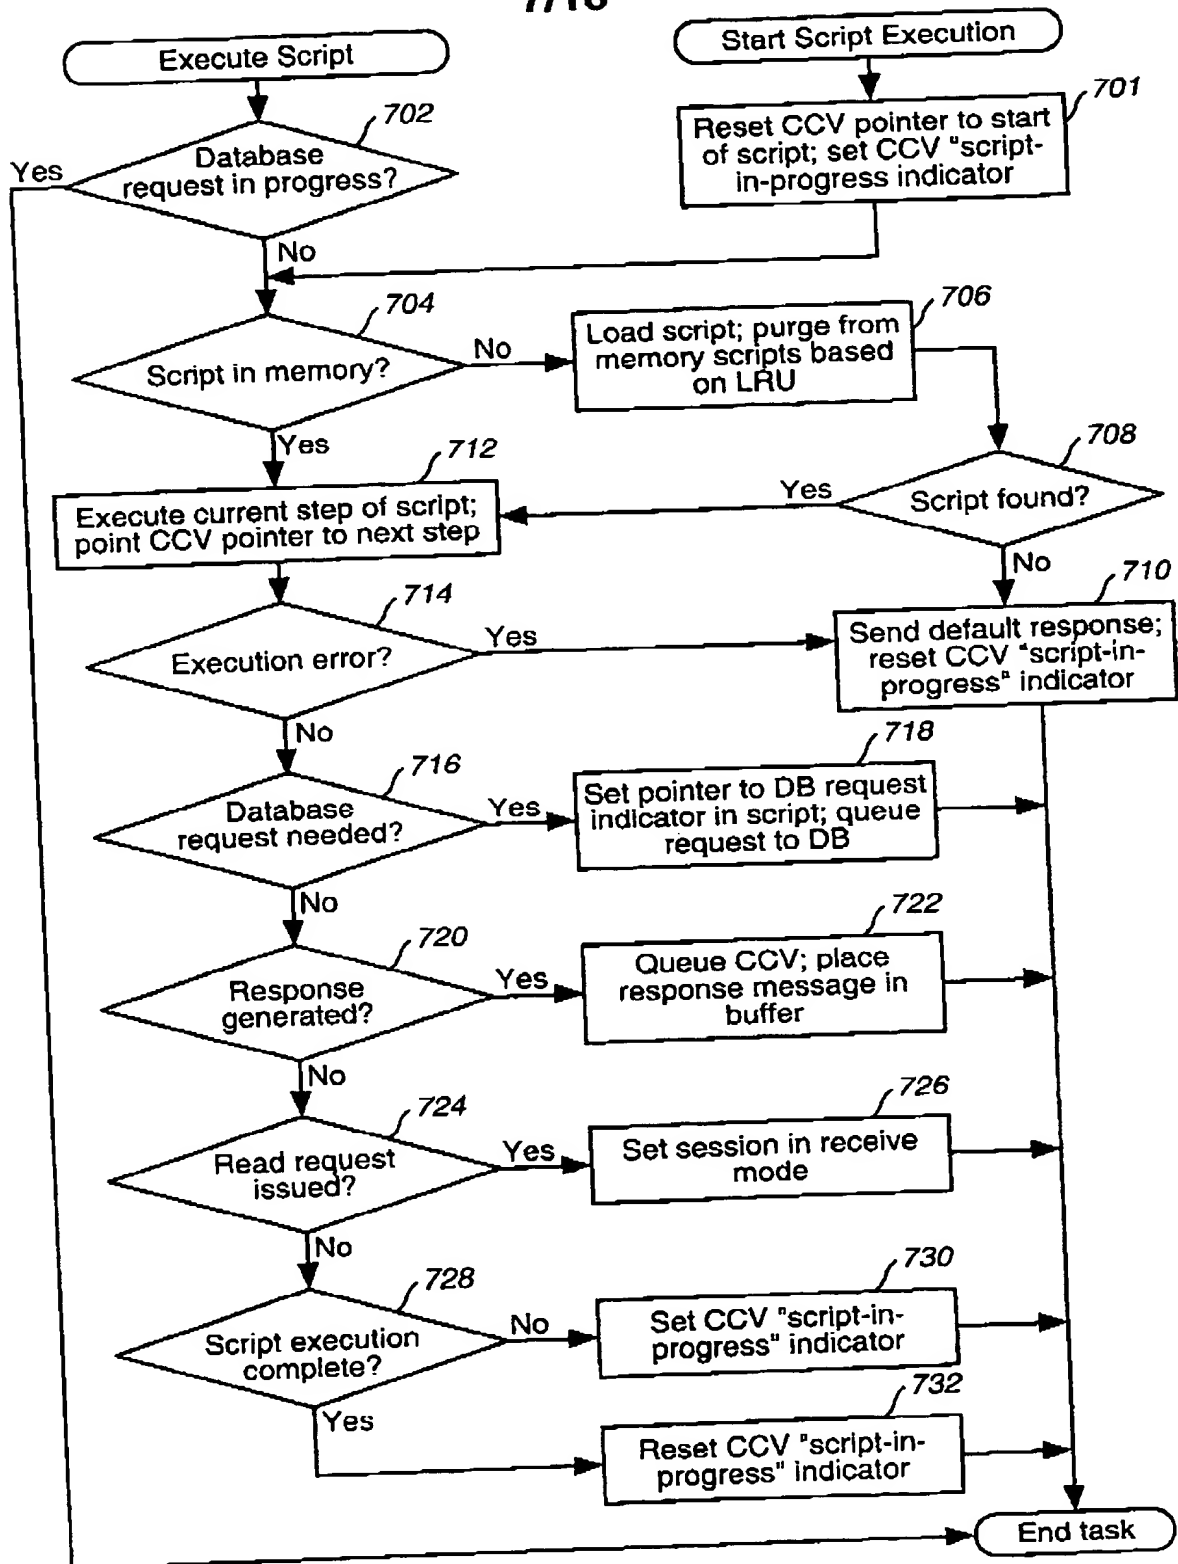 7/18
Execute Script
Start Script Execution
702
701
Database
request in progress?
Yes
Reset CCV pointer to start
of script; set CCV "script-
in-progress indicator
No
704
706
Script in memory?
No
Load script; purge from
memory scripts based
on LRU
Yes
712
708
Execute current step of script;
point CCV pointer to next step
Yes
Script found?
No
714
710
Execution error?
Yes
Send default response;
reset CCV "script-in-
progress" indicator
No
716
718
Database
request needed?
Yes
Set pointer to DB request
indicator in script; queue
request to DB
No
720
722
Response
generated?
Yes
Queue CCV; place
response message in
buffer
No
724
726
Read request
issued?
Yes
Set session in receive
mode
No
728
730
Script execution
complete?
No
Set CCV "script-in-
progress" indicator
732
Yes
Reset CCV "script-in-
progress" indicator
End task